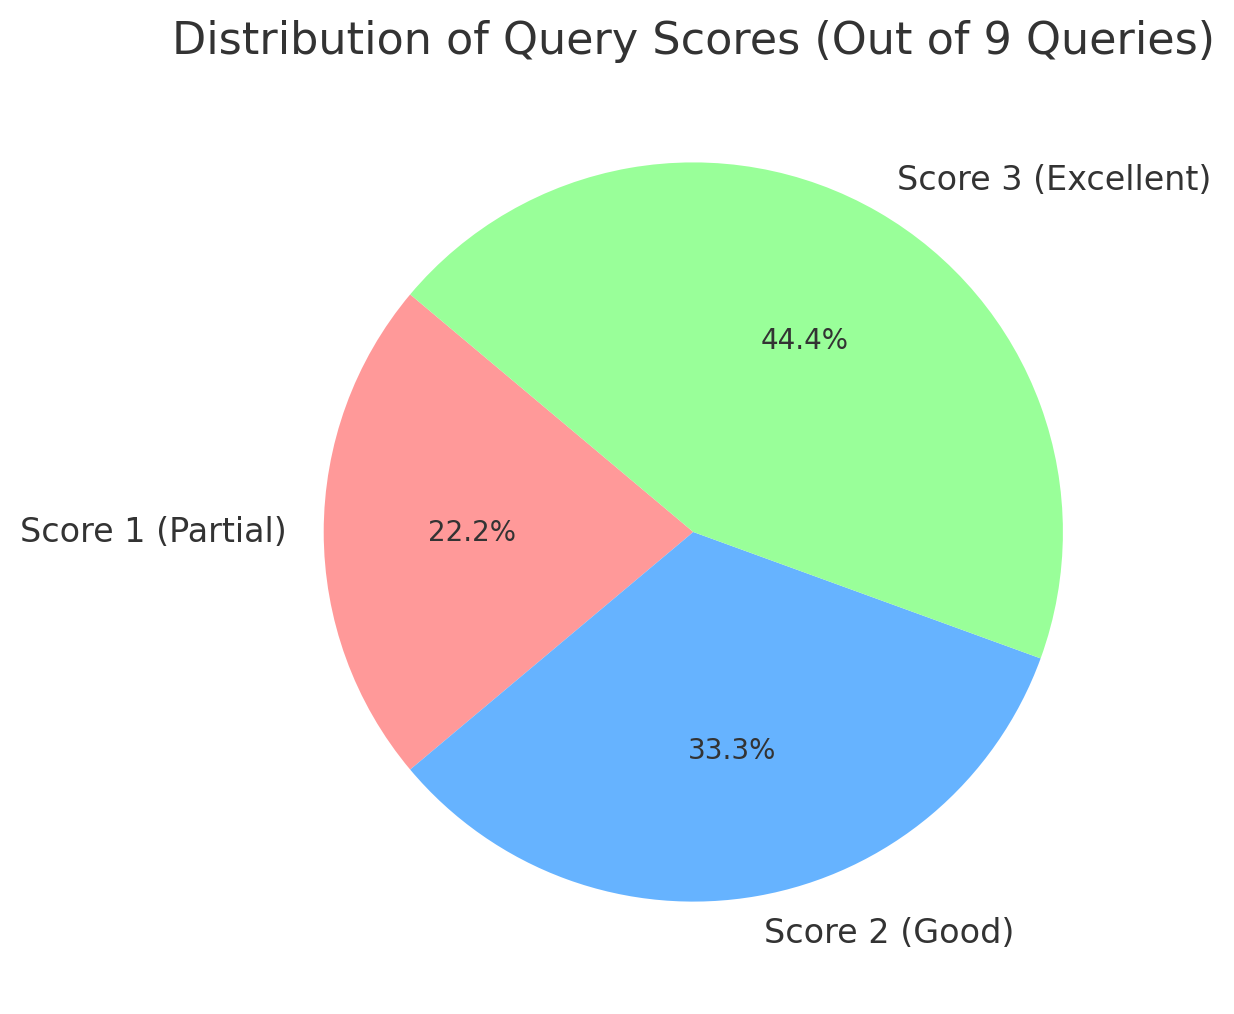 Distribution of Query Scores (Out of 9 Queries)
Score 3 (Excellent)
44.4%
Score 1 (Partial)
22.2%
33.3%
Score 2 (Good)